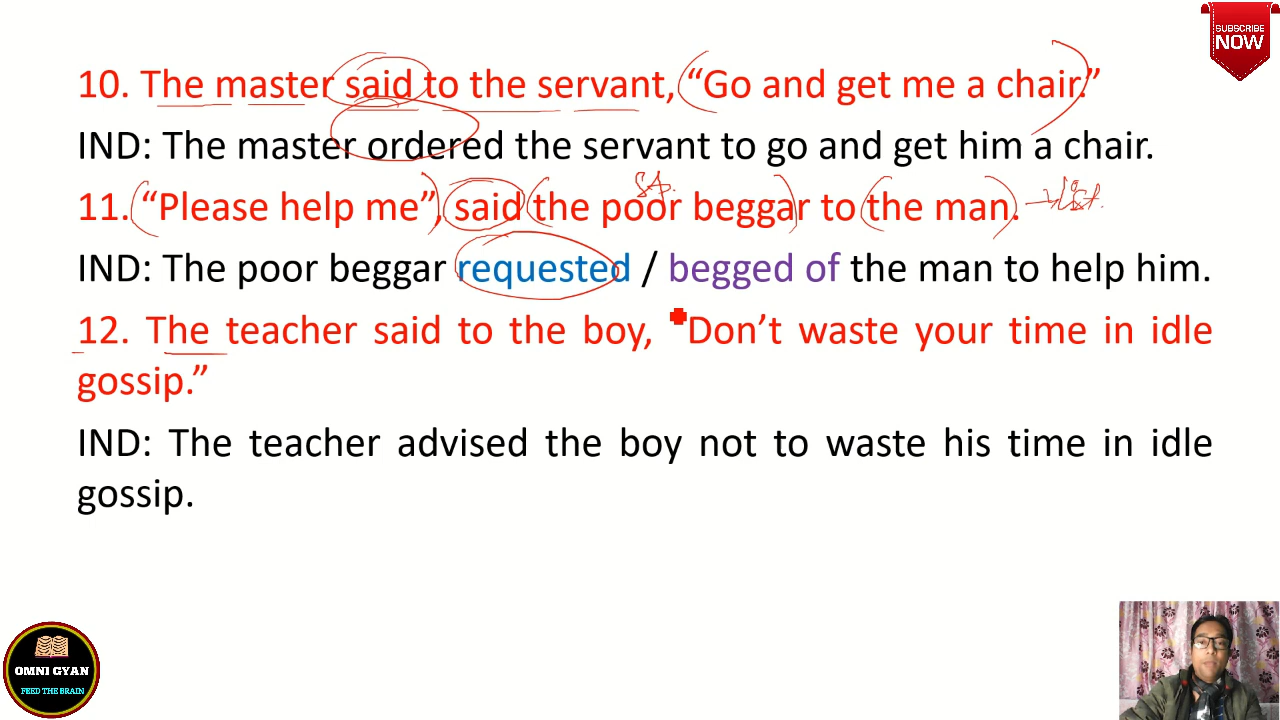 SUBSCRIBE
NOW
10. The master said to the servant, “Go and get me a chair.”
IND: The master ordered the servant to go and get him a chair.
11. “Please help me”, said the poor beggar to the man.
IND: The poor beggar requested / begged of the man to help him.
12. The teacher said to the boy, “Don’t waste your time in idle
gossip.”
IND: The teacher advised the boy not to waste his time in idle
gossip.
OMNI GYAN
FEED THE BRAIN